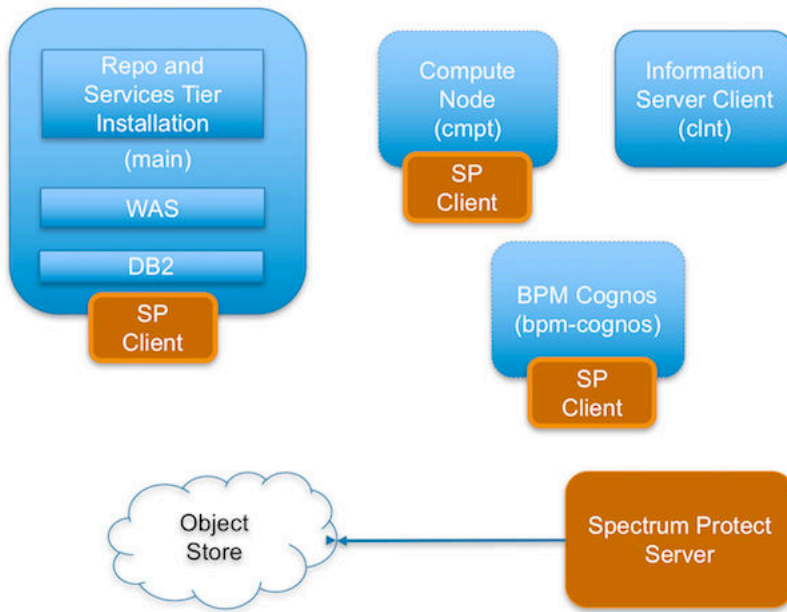 Repo and
Services Tier
Installation
(main)
WAS
DB2
SP
Client
Compute
Node
(cmpt)
SP
Client
Information
Server Client
(clnt)
BPM Cognos
(bpm-cognos)
SP
Client
Object
Store
Spectrum Protect
Server